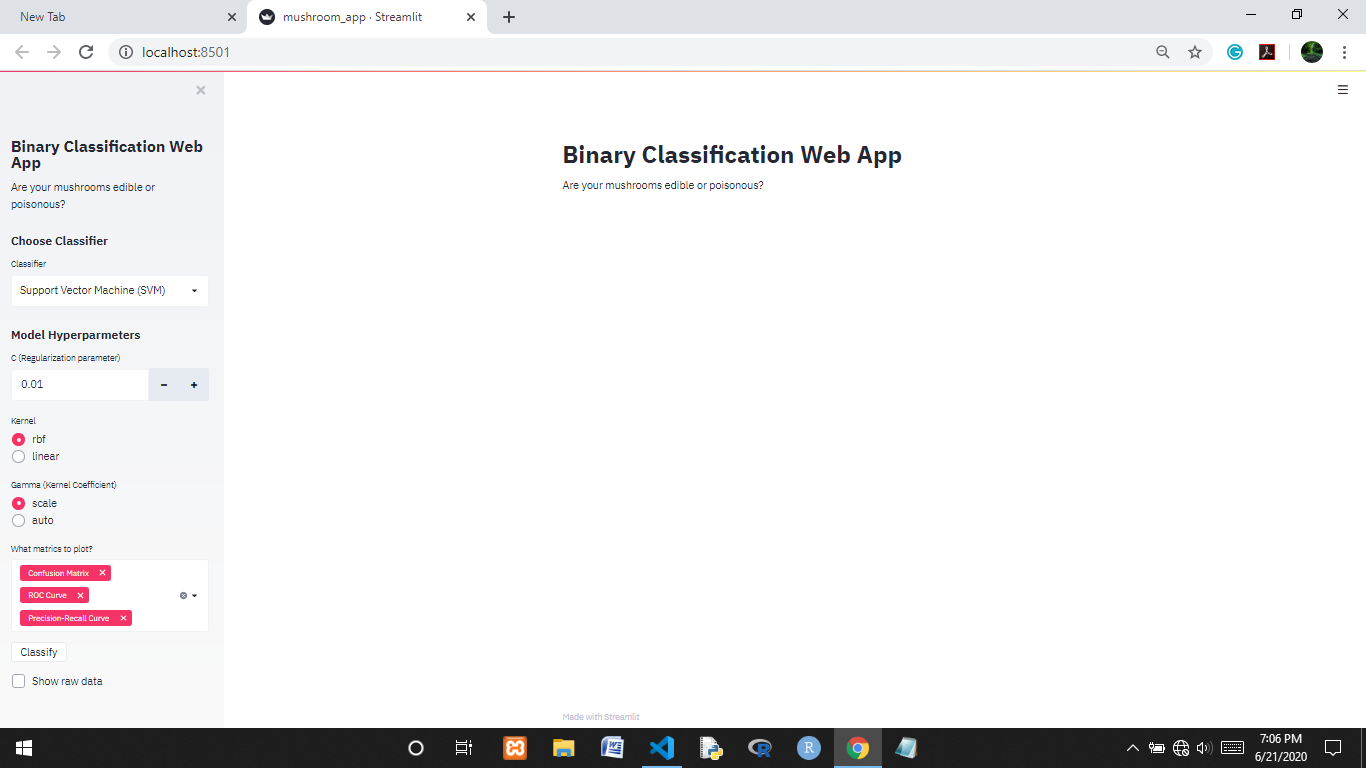 New Tab
mushroom_app · Streamlit
localhost:8501
Binary Classification Web
App
Are your mushrooms edible or
poisonous?
Choose Classifier
Classifier
Support Vector Machine (SVM)
Model Hyperparmeters
C (Regularization parameter)
0.01
Kernel
rbf
linear
Gamma (Kernel Coefficient)
scale
auto
What matrics to plot?
Confusion Matrix
ROC Curve
Precision-Recall Curve
Classify
Show raw data
Binary Classification Web App
Are your mushrooms edible or poisonous?
Made with Streamlit
7:06 PM
6/21/2020